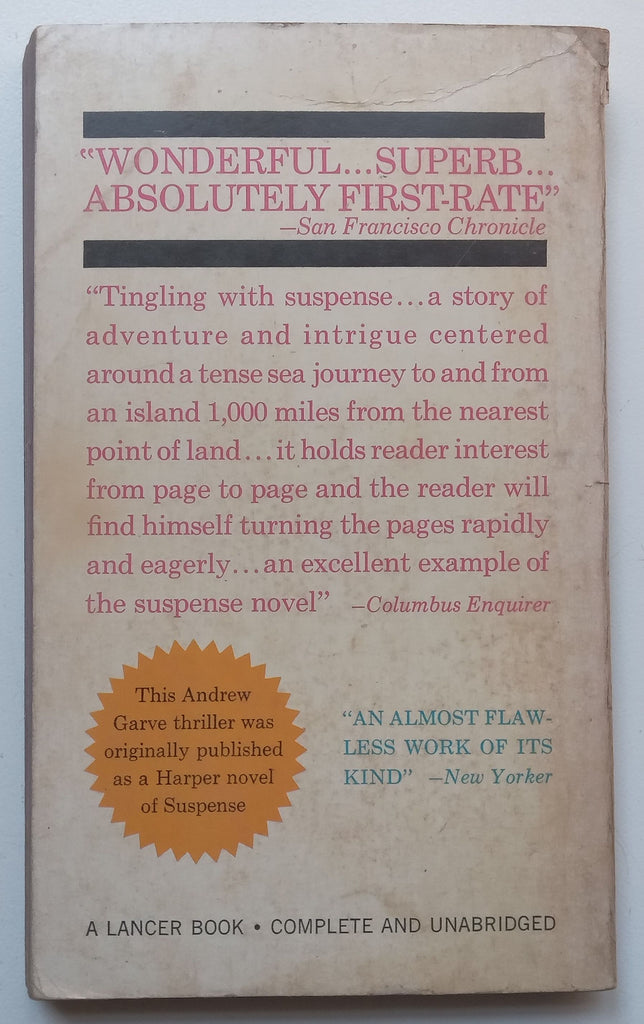 “WONDERFUL...SUPERB...
ABSOLUTELY FIRST-RATE”
—San Francisco Chronicle
“Tingling with suspense...a story of
adventure and intrigue centered
around a tense sea journey to and from
an island 1,000 miles from the nearest
point of land...it holds reader interest
from page to page and the reader will
find himself turning the pages rapidly
and eagerly...an excellent example of
the suspense novel” —Columbus Enquirer
This Andrew
Garve thriller was
originally published
as a Harper novel
of Suspense
“AN ALMOST FLAW-
LESS WORK OF ITS
KIND” —New Yorker
A LANCER BOOK • COMPLETE AND UNABRIDGED